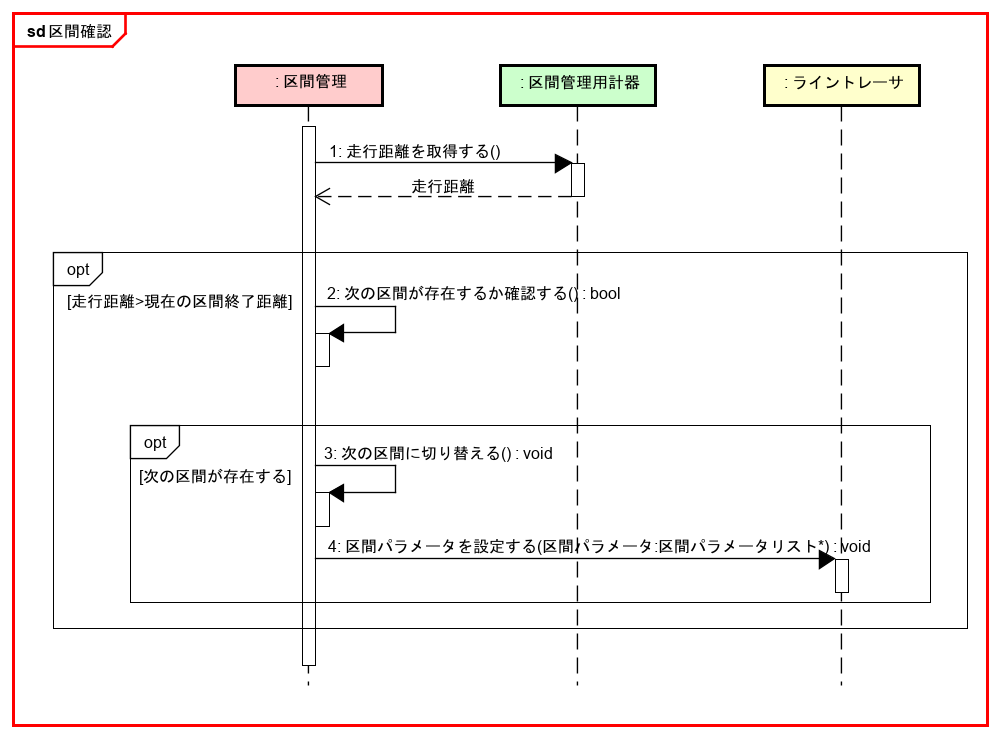 sd 区間確認
: 区間管理
: 区間管理用計器
: ライントレーサ
1: 走行距離を取得する()
走行距離
opt
[走行距離>現在の区間終了距離]
2: 次の区間が存在するか確認する() : bool
opt
[次の区間が存在する]
3: 次の区間に切り替える() : void
4: 区間パラメータを設定する(区間パラメータ:区間パラメータリスト*) : void